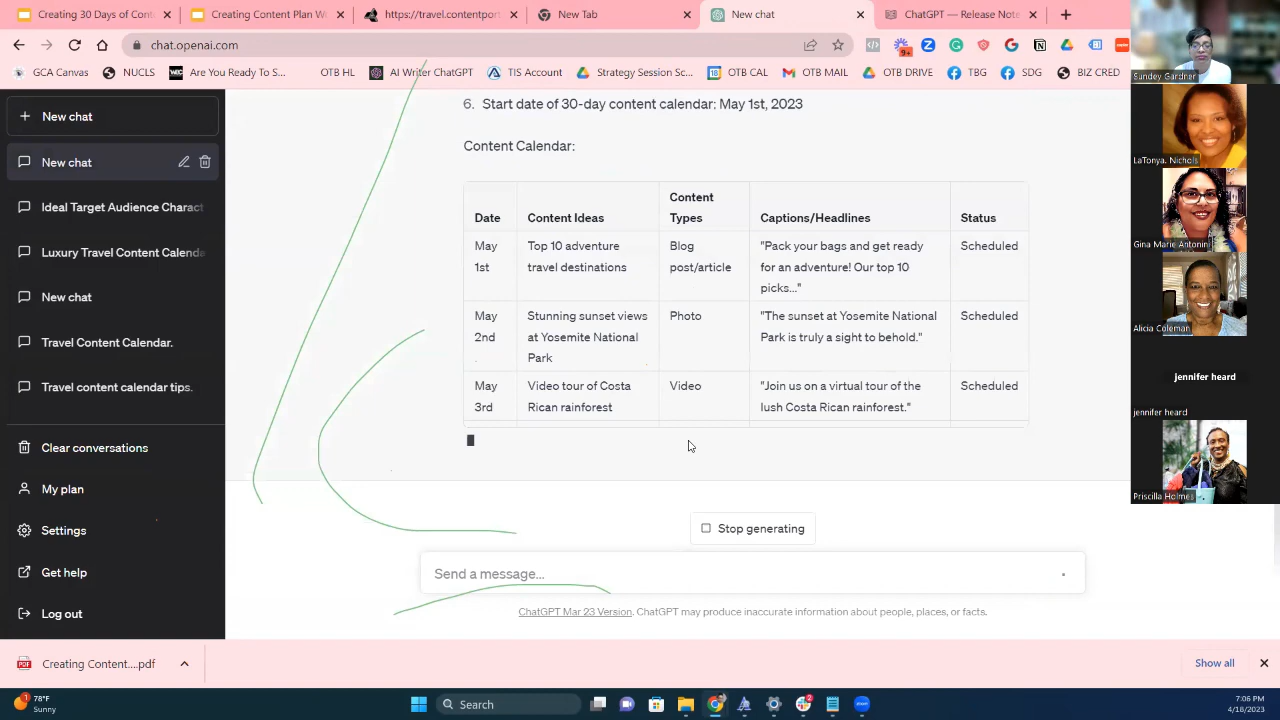 Creating 30 Days of Conten
Creating Content Plan Wo
https://travel.contentport
New Tab
New chat
ChatGPT — Release Note
chat.openai.com
9+
GCA Canvas
NUCLS
Are You Ready To S...
OTB HL
AI Writer ChatGPT
TIS Account
Strategy Session Sc...
OTB CAL
OTB MAIL
OTB DRIVE
TBG
SDG
BIZ CRED
New chat
New chat
Ideal Target Audience Charact
Luxury Travel Content Calenda
New chat
Travel Content Calendar.
Travel content calendar tips.
Clear conversations
My plan
Settings
Get help
Log out
6. Start date of 30-day content calendar: May 1st, 2023
Content Calendar:
Date
Content Ideas
Content
Types
Captions/Headlines
Status
May
1st
Top 10 adventure
travel destinations
Blog
post/article
"Pack your bags and get ready
for an adventure! Our top 10
picks..."
Scheduled
May
2nd
Stunning sunset views
at Yosemite National
Park
Photo
"The sunset at Yosemite National
Park is truly a sight to behold."
Scheduled
May
3rd
Video tour of Costa
Rican rainforest
Video
"Join us on a virtual tour of the
lush Costa Rican rainforest."
Scheduled
Stop generating
Send a message...
ChatGPT Mar 23 Version. ChatGPT may produce inaccurate information about people, places, or facts.
Sundey Gardner
LaTonya. Nichols
Gina Marie Antonini
Alicia Coleman
jennifer heard
jennifer heard
Priscilla Holmes
Creating Content....pdf
Show all
78°F
Sunny
Search
7:06 PM
4/18/2023